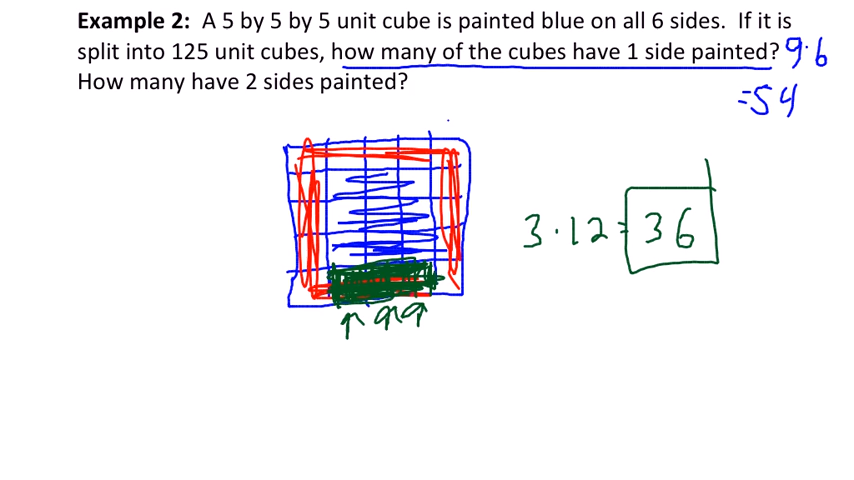 Example 2: A 5 by 5 by 5 unit cube is painted blue on all 6 sides. If it is
split into 125 unit cubes, how many of the cubes have 1 side painted? 9·6
How many have 2 sides painted?
=54
3·12=36